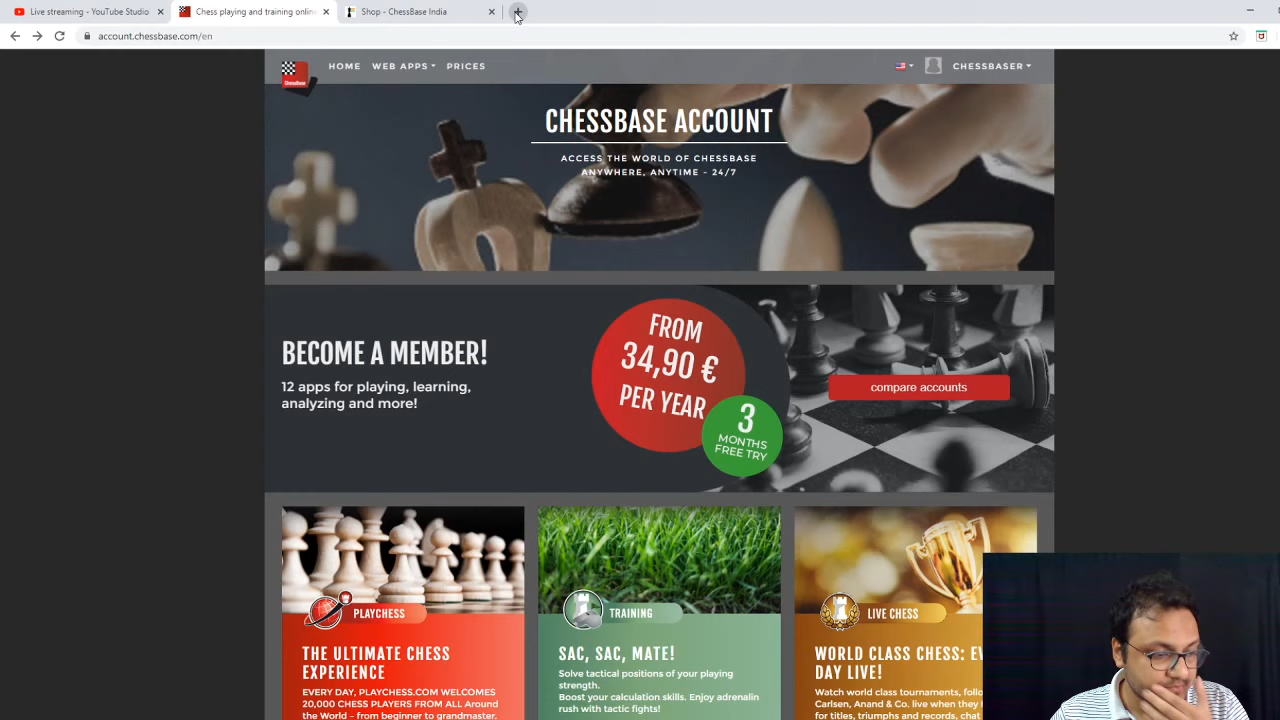 Live streaming - YouTube Studio
Chess playing and training onlin
Shop - ChessBase India
account.chessbase.com/en
HOME
WEB APPS
PRICES
CHESSBASER
CHESSBASE ACCOUNT
ACCESS THE WORLD OF CHESSBASE
ANYWHERE, ANYTIME - 24/7
BECOME A MEMBER!
12 apps for playing, learning,
analyzing and more!
FROM
34,90 €
PER YEAR
3
MONTHS
FREE TRY
compare accounts
PLAYCHESS
THE ULTIMATE CHESS
EXPERIENCE
EVERY DAY, PLAYCHESS.COM WELCOMES
20,000 CHESS PLAYERS FROM ALL Around
the World – from beginner to grandmaster.
TRAINING
SAC, SAC, MATE!
Solve tactical positions of your playing
strength.
Boost your calculation skills. Enjoy adrenalin
rush with tactic fights!
LIVE CHESS
WORLD CLASS CHESS: EV
DAY LIVE!
Watch world class tournaments, follo
Carlsen, Anand & Co. live when they f
for titles, triumphs and records, chat